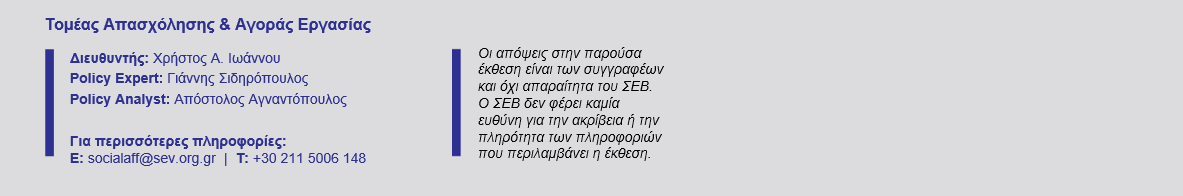 Τομέας Απασχόλησης & Αγοράς Εργασίας
Διευθυντής: Χρήστος Α. Ιωάννου
Policy Expert: Γιάννης Σιδηρόπουλος
Policy Analyst: Απόστολος Αγναντόπουλος
Για περισσότερες πληροφορίες:
E: socialaff@sev.org.gr | T: +30 211 5006 148
Οι απόψεις στην παρούσα
έκθεση είναι των συγγραφέων
και όχι απαραίτητα του ΣΕΒ.
Ο ΣΕΒ δεν φέρει καμία
ευθύνη για την ακρίβεια ή την
πληρότητα των πληροφοριών
που περιλαμβάνει η έκθεση.